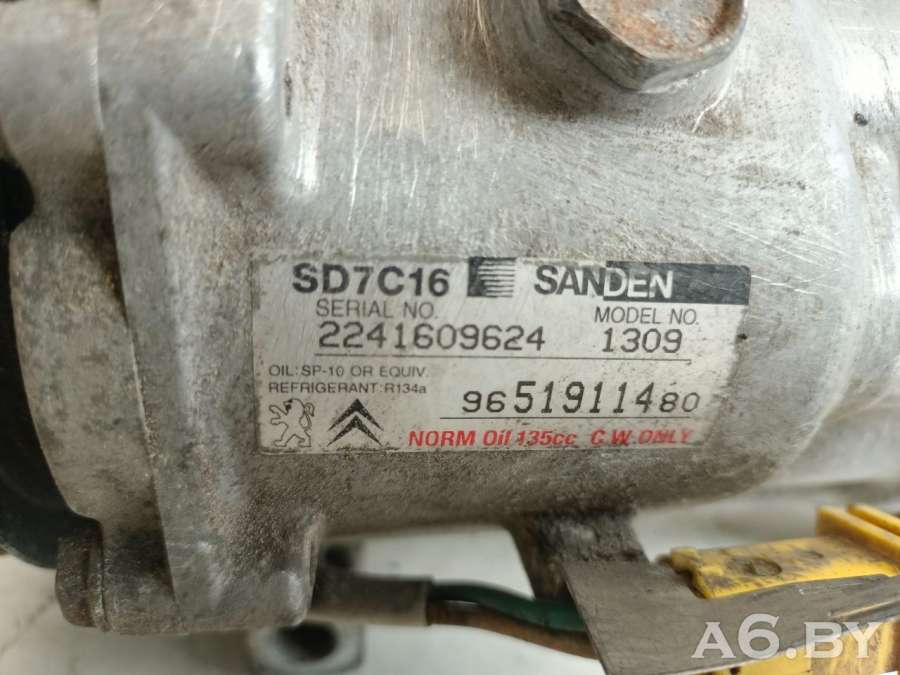 SD7C16 SANDEN
SERIAL NO. MODEL NO.
2241609624 1309
OIL: SP-10 OR EQUIV.
REFRIGERANT: R134a
9651911480
NORM Oil 135cc C.W. ONLY
A6.BY